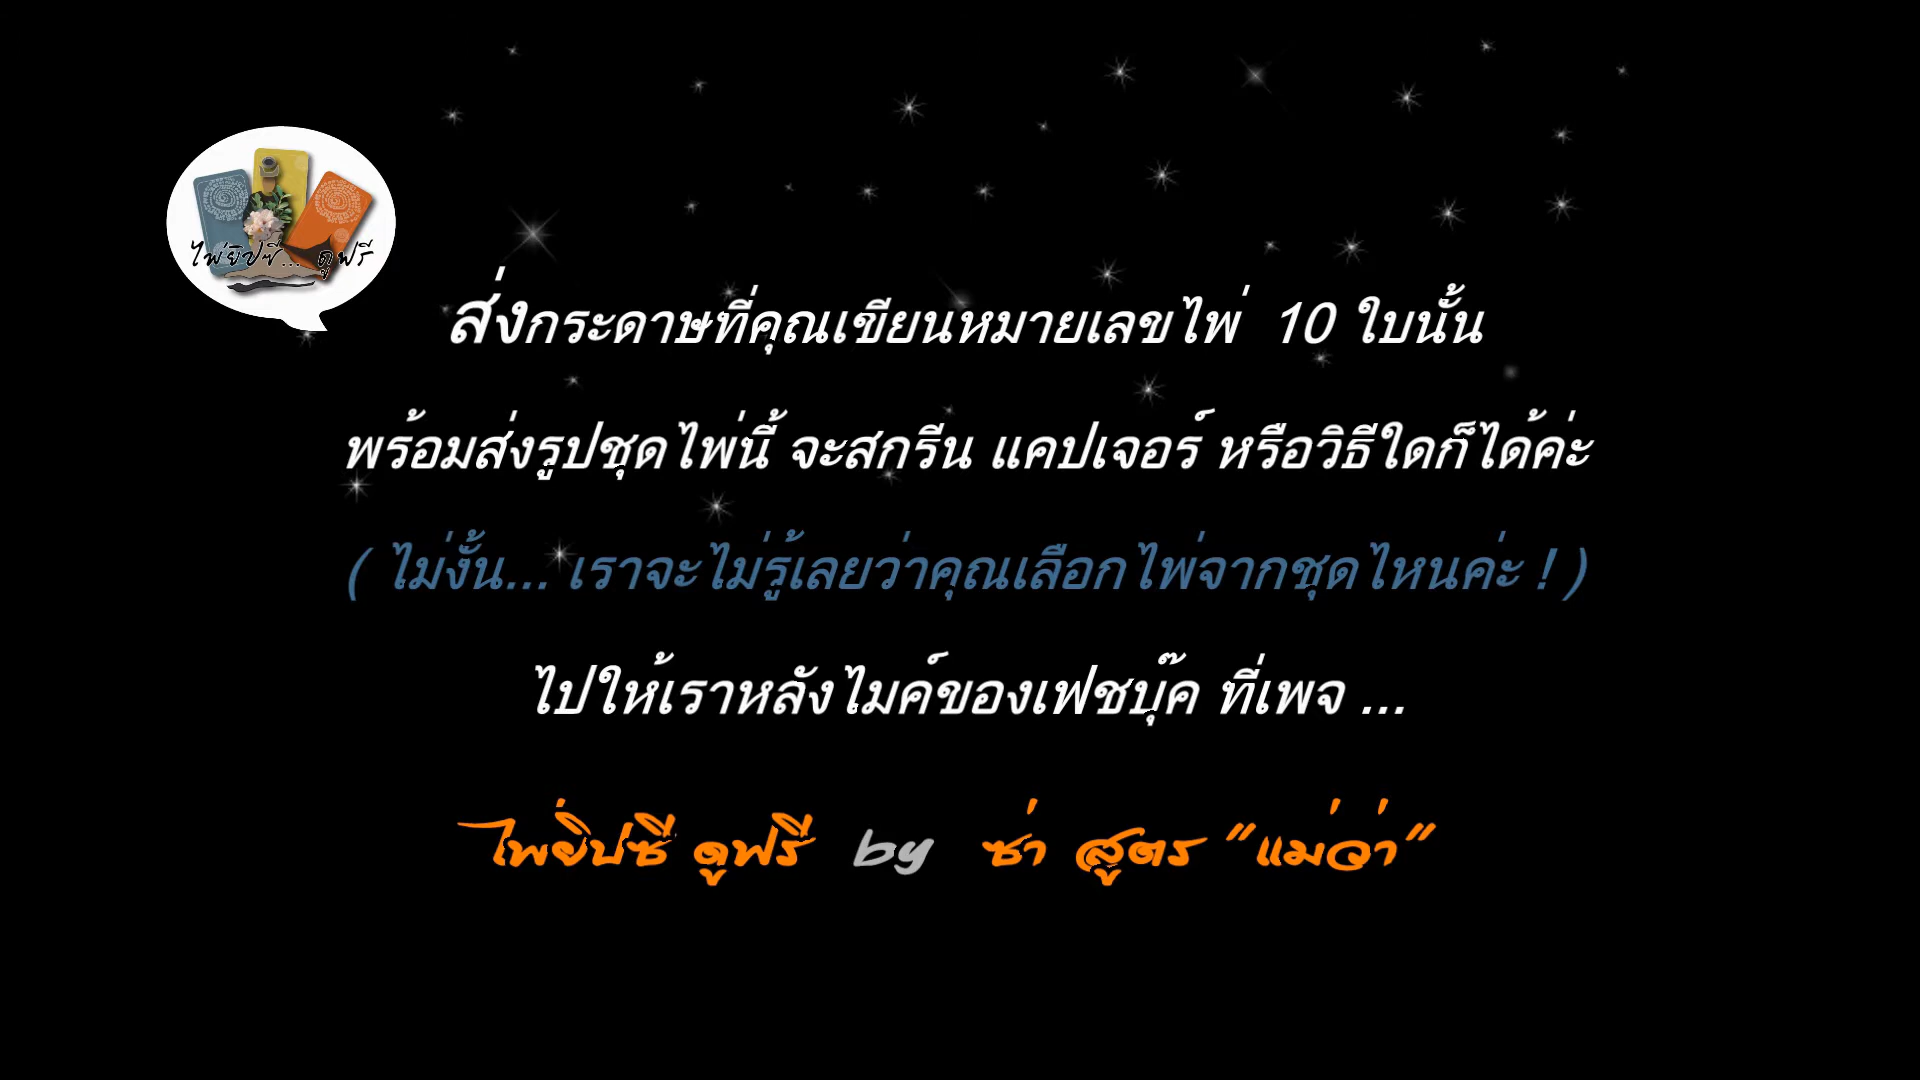 ไพ่ยิปซี... ดูฟรี
ส่งกระดาษที่คุณเขียนหมายเลขไพ่ 10 ใบนั้น
พร้อมส่งรูปชุดไพ่นี้ จะสกรีน แคปเจอร์ หรือวิธีใดก็ได้ค่ะ
( ไม่งั้น... เราจะไม่รู้เลยว่าคุณเลือกไพ่จากชุดไหนค่ะ ! )
ไปให้เราหลังไมค์ของเฟซบุ๊ค ที่เพจ ...
ไพ่ยิปซี ดูฟรี by ซ่า สูตร "แม่ว่า"